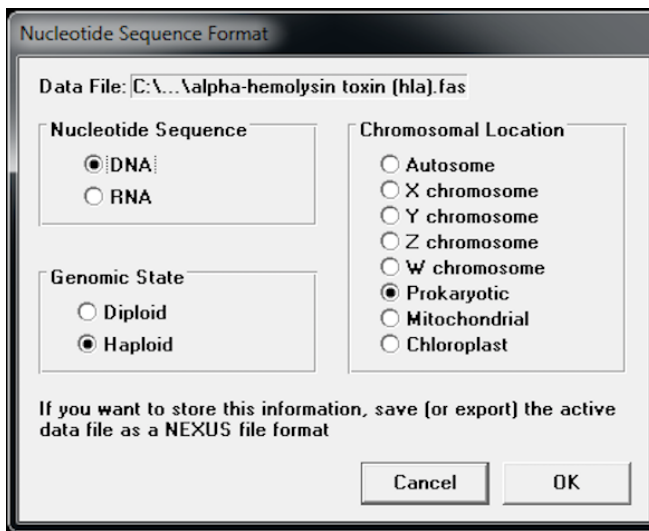 Nucleotide Sequence Format
Data File: C:\...\alpha-hemolysin toxin (hla).fas
Nucleotide Sequence
DNA
RNA
Genomic State
Diploid
Haploid
Chromosomal Location
Autosome
X chromosome
Y chromosome
Z chromosome
W chromosome
Prokaryotic
Mitochondrial
Chloroplast
If you want to store this information, save (or export) the active
data file as a NEXUS file format
Cancel
OK